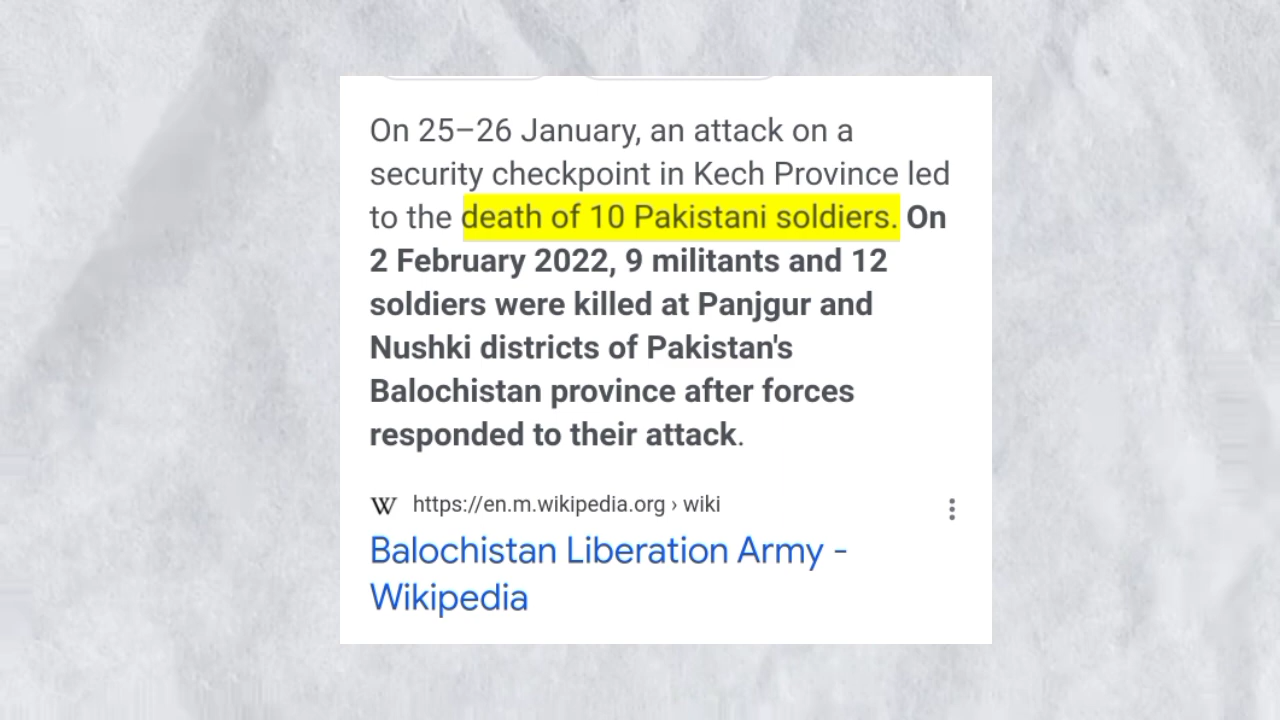 On 25–26 January, an attack on a
security checkpoint in Kech Province led
to the death of 10 Pakistani soldiers. On
2 February 2022, 9 militants and 12
soldiers were killed at Panjgur and
Nushki districts of Pakistan's
Balochistan province after forces
responded to their attack.
W https://en.m.wikipedia.org › wiki
Balochistan Liberation Army -
Wikipedia